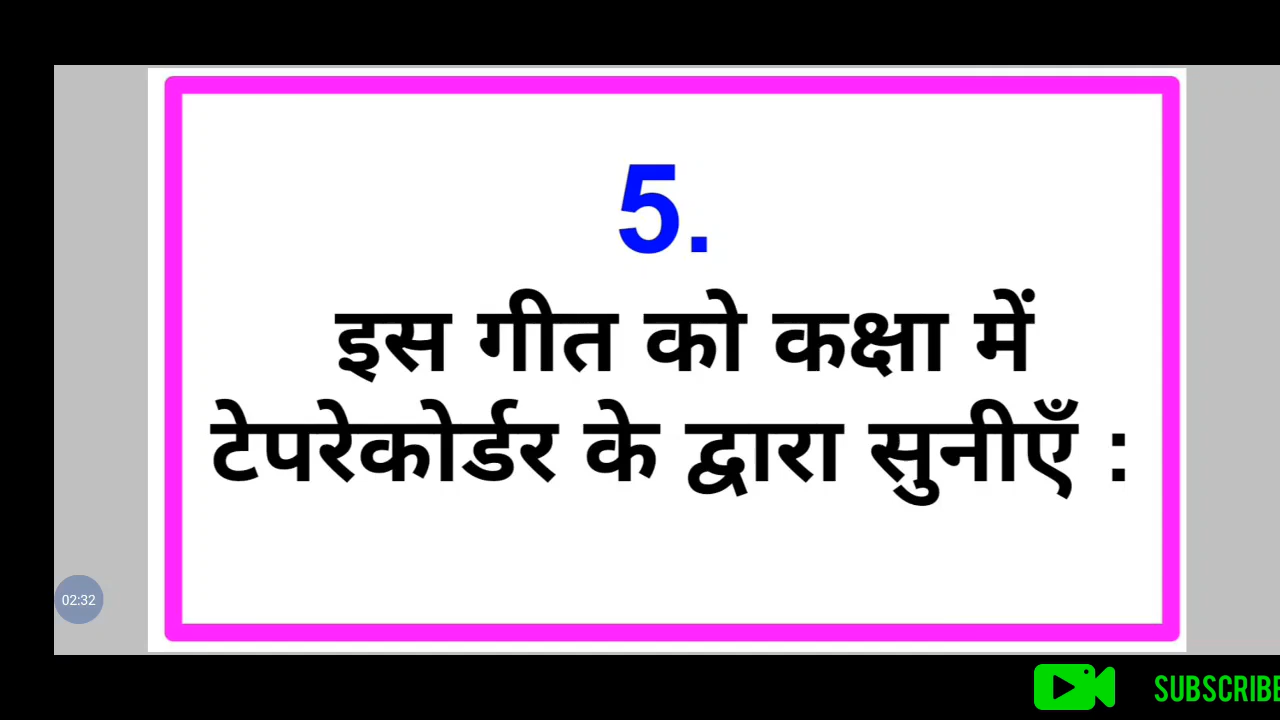 5.
इस गीत को कक्षा में
टेपरेकोर्डर के द्वारा सुनीएँ :
02:32
SUBSCRIBE